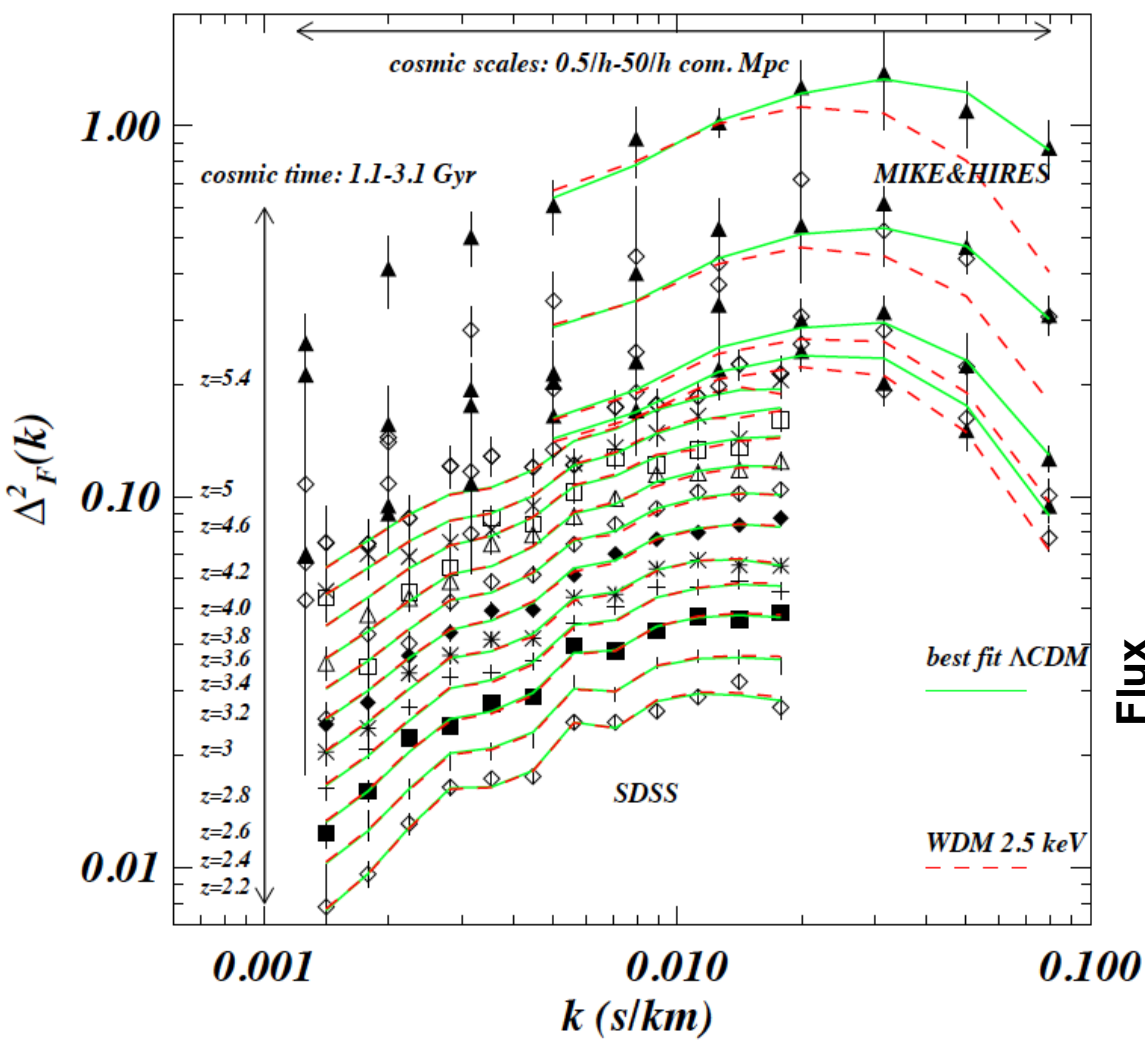 cosmic scales: 0.5/h-50/h com. Mpc
1.00
cosmic time: 1.1-3.1 Gyr
MIKE&HIRES
z=5.4
Δ²F(k)
0.10
z=5
z=4.6
z=4.2
z=4.0
z=3.8
z=3.6
z=3.4
z=3.2
z=3
z=2.8
z=2.6
z=2.4
z=2.2
best fit ΛCDM
Flux
SDSS
WDM 2.5 keV
0.01
0.001
0.010
0.100
k (s/km)